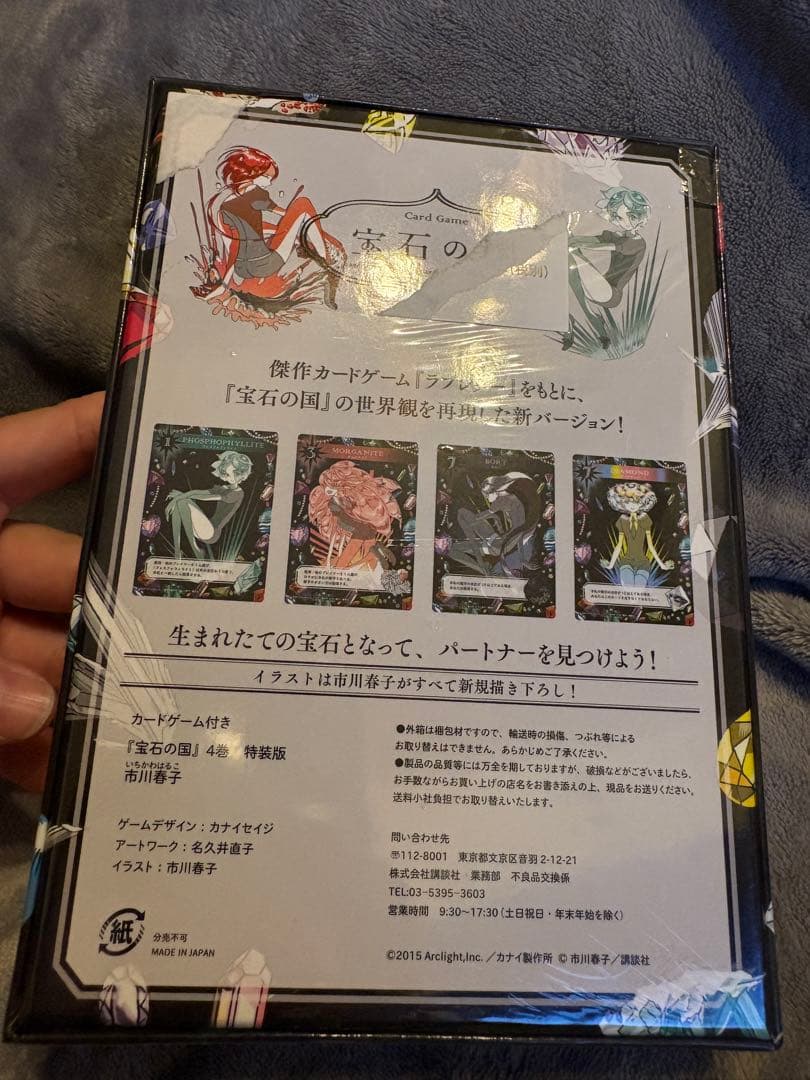 Card Game
宝石の
税別)
傑作カードゲーム『ラブレター』をもとに、
『宝石の国』の世界観を再現した新バージョン!
1 PHOSPHOPHYLLITE
3 MORGANITE
7 BORT
生まれたての宝石となって、パートナーを見つけよう!
イラストは市川春子がすべて新規描き下ろし!
カードゲーム付き
『宝石の国』4巻 特装版
いちかわはるこ
市川春子
ゲームデザイン:カナイセイジ
アートワーク:名久井直子
イラスト:市川春子
紙
分売不可
MADE IN JAPAN
●外箱は梱包材ですので、輸送時の損傷、つぶれ等による
お取り替えはできません。あらかじめご了承ください。
●製品の品質等には万全を期しておりますが、破損などがございましたら、
お手数ながらお買い上げの店名をお書き添えの上、現品をお送りください。
送料小社負担でお取り替えいたします。
問い合わせ先
〠112-8001 東京都文京区音羽 2-12-21
株式会社講談社 業務部 不良品交換係
TEL:03-5395-3603
営業時間 9:30〜17:30(土日祝日・年末年始を除く)
©2015 Arclight,Inc. /カナイ製作所 © 市川春子/講談社